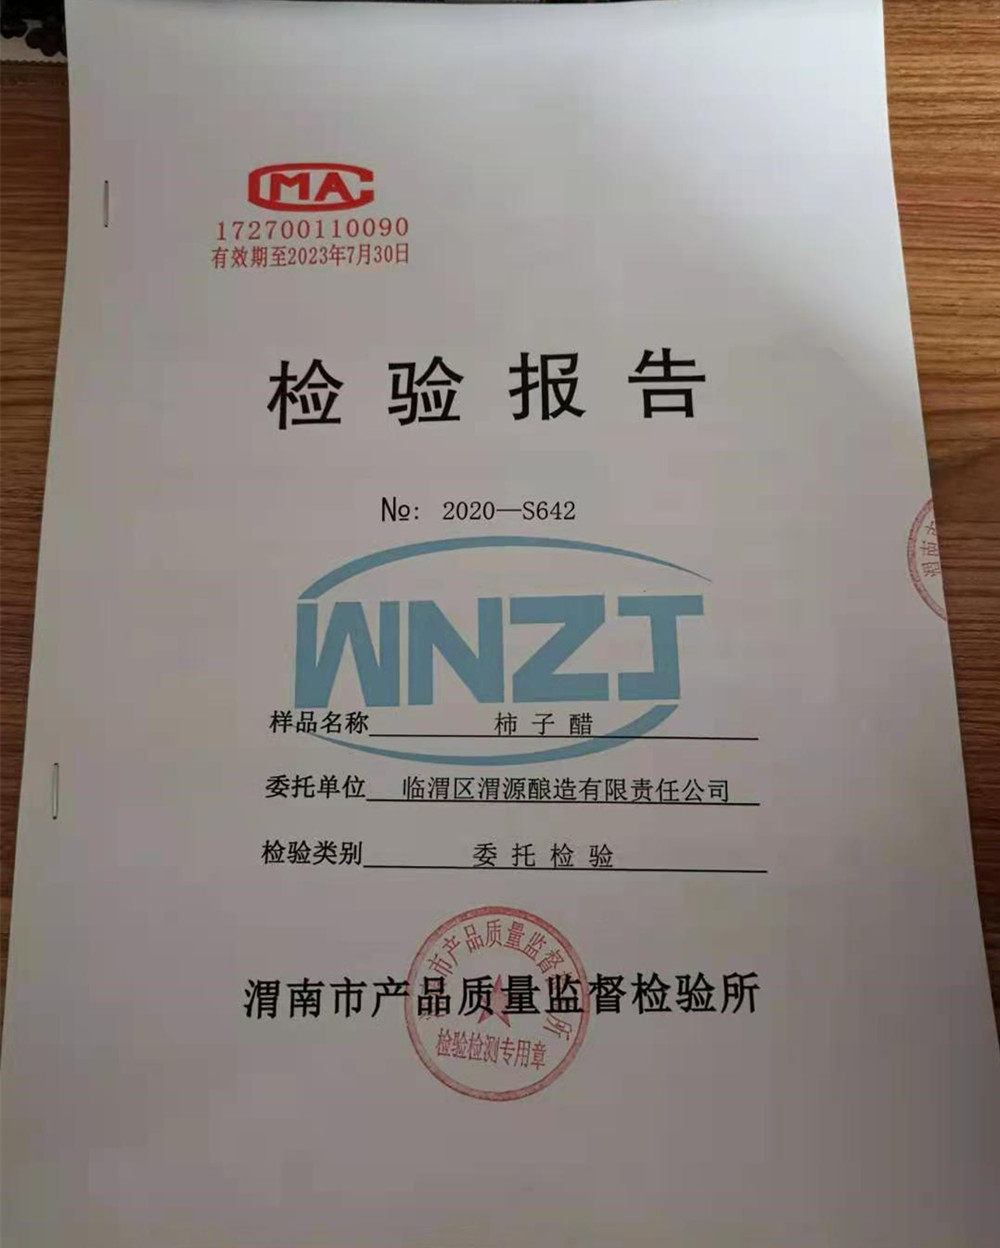 CMA
172700110090
有效期至2023年7月30日
检验报告
№: 2020—S642
WNZJ
样品名称 柿子醋
委托单位 临渭区渭源酿造有限责任公司
检验类别 委托检验
市产品质量监督
所
渭南市产品质量监督检验所
检验检测专用章
渭南